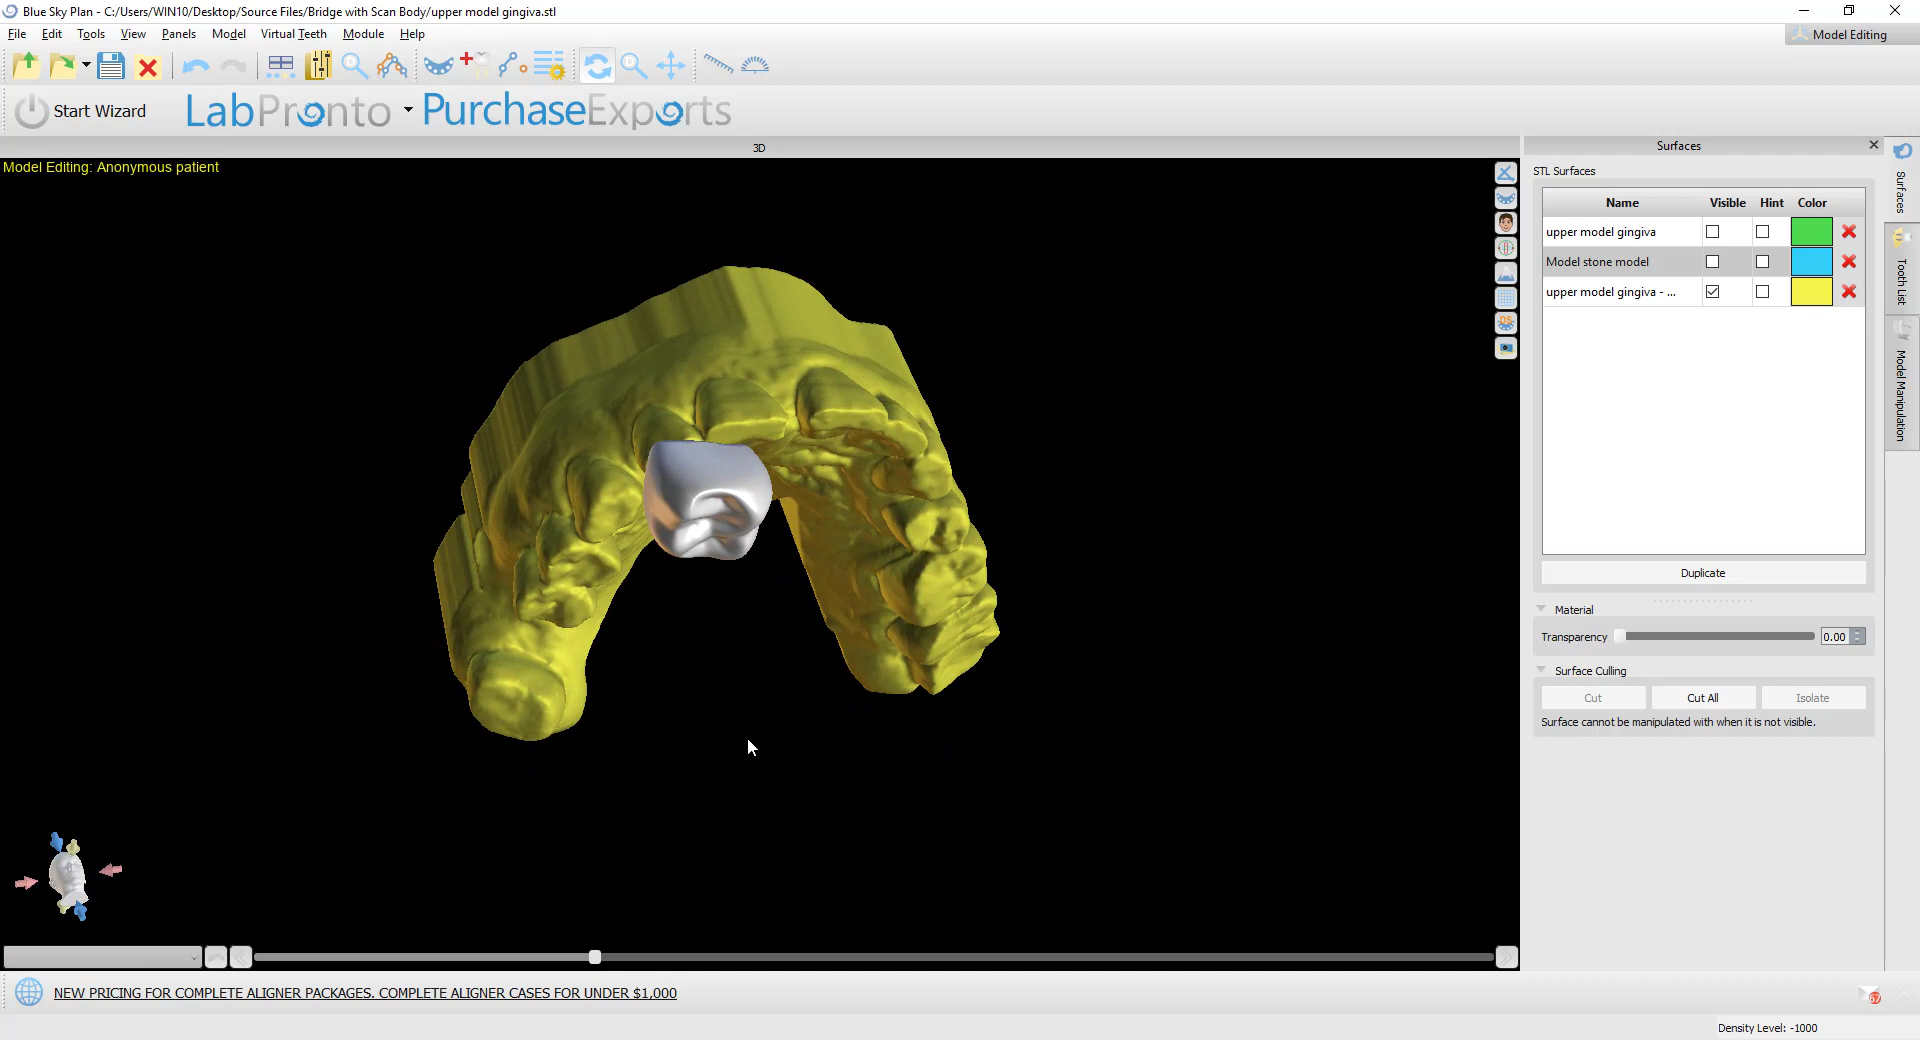 Blue Sky Plan - C:/Users/WIN10/Desktop/Source Files/Bridge with Scan Body/upper model gingiva.stl
File Edit Tools View Panels Model Virtual Teeth Module Help
Model Editing
Start Wizard LabPronto PurchaseExports
3D
Model Editing: Anonymous patient
Surfaces
STL Surfaces
Name Visible Hint Color
upper model gingiva
Model stone model
upper model gingiva - ...
Duplicate
Material
Transparency 0.00
Surface Culling
Cut Cut All Isolate
Surface cannot be manipulated with when it is not visible.
Surfaces
Tooth List
Model Manipulation
DS
NEW PRICING FOR COMPLETE ALIGNER PACKAGES. COMPLETE ALIGNER CASES FOR UNDER $1,000
67
Density Level: -1000